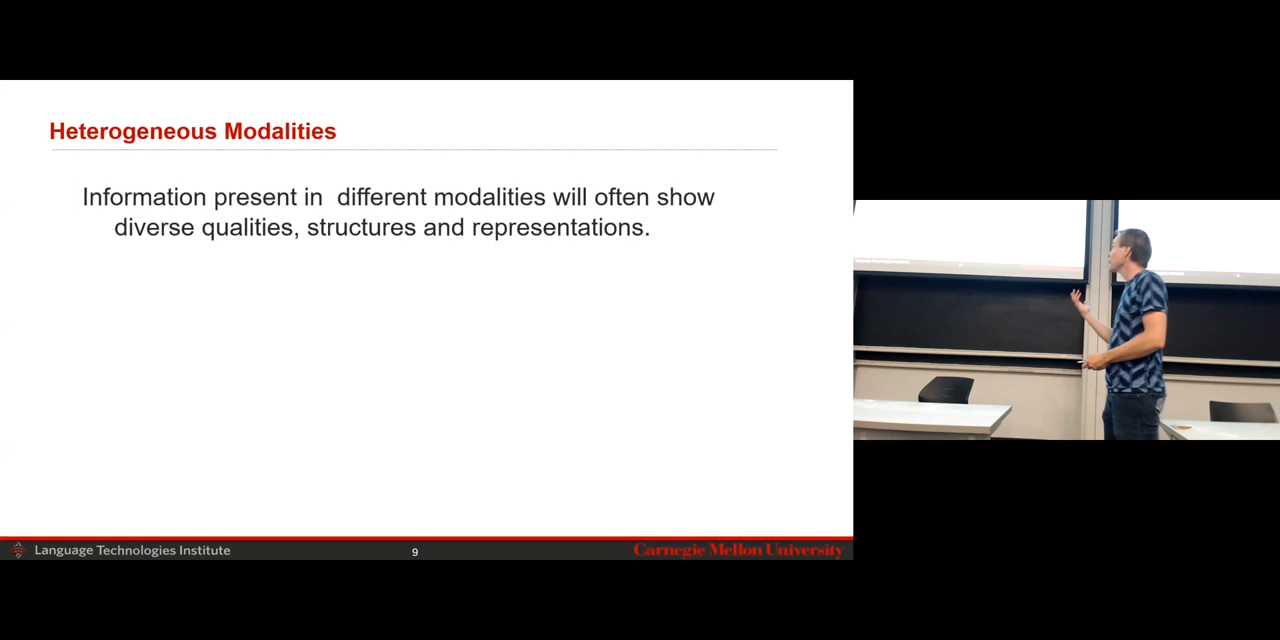 Heterogeneous Modalities
Information present in  different modalities will often show
diverse qualities, structures and representations.
Language Technologies Institute
9
Carnegie Mellon University